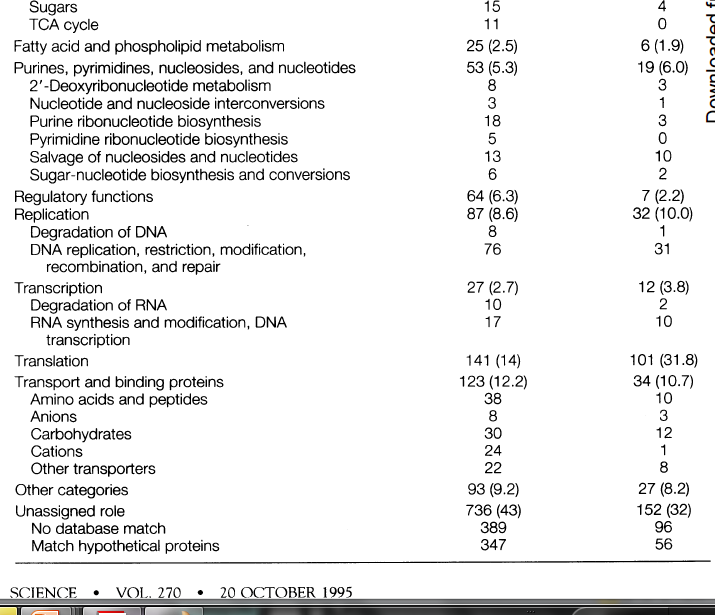 Sugars 15 4
TCA cycle 11 0
Fatty acid and phospholipid metabolism 25 (2.5) 6 (1.9)
Purines, pyrimidines, nucleosides, and nucleotides 53 (5.3) 19 (6.0)
2′-Deoxyribonucleotide metabolism 8 3
Nucleotide and nucleoside interconversions 3 1
Purine ribonucleotide biosynthesis 18 3
Pyrimidine ribonucleotide biosynthesis 5 0
Salvage of nucleosides and nucleotides 13 10
Sugar-nucleotide biosynthesis and conversions 6 2
Regulatory functions 64 (6.3) 7 (2.2)
Replication 87 (8.6) 32 (10.0)
Degradation of DNA 8 1
DNA replication, restriction, modification, 76 31
recombination, and repair
Transcription 27 (2.7) 12 (3.8)
Degradation of RNA 10 2
RNA synthesis and modification, DNA 17 10
transcription
Translation 141 (14) 101 (31.8)
Transport and binding proteins 123 (12.2) 34 (10.7)
Amino acids and peptides 38 10
Anions 8 3
Carbohydrates 30 12
Cations 24 1
Other transporters 22 8
Other categories 93 (9.2) 27 (8.2)
Unassigned role 736 (43) 152 (32)
No database match 389 96
Match hypothetical proteins 347 56
SCIENCE • VOL. 270 • 20 OCTOBER 1995
Downloaded